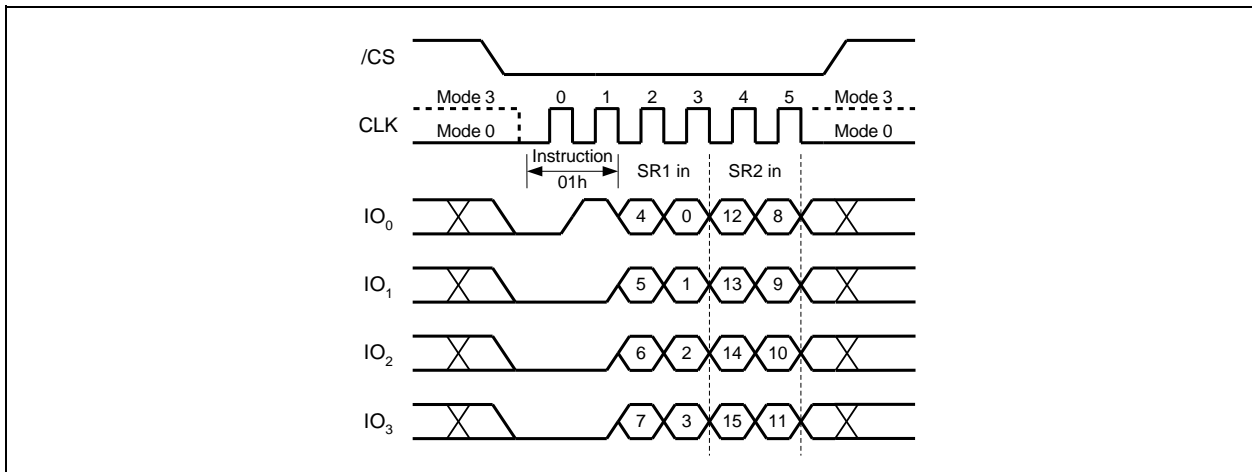 /CS
Mode 3 0 1 2 3 4 5 Mode 3
CLK
Mode 0 Mode 0
Instruction
01h SR1 in SR2 in
IO0 4 0 12 8
IO1 5 1 13 9
IO2 6 2 14 10
IO3 7 3 15 11